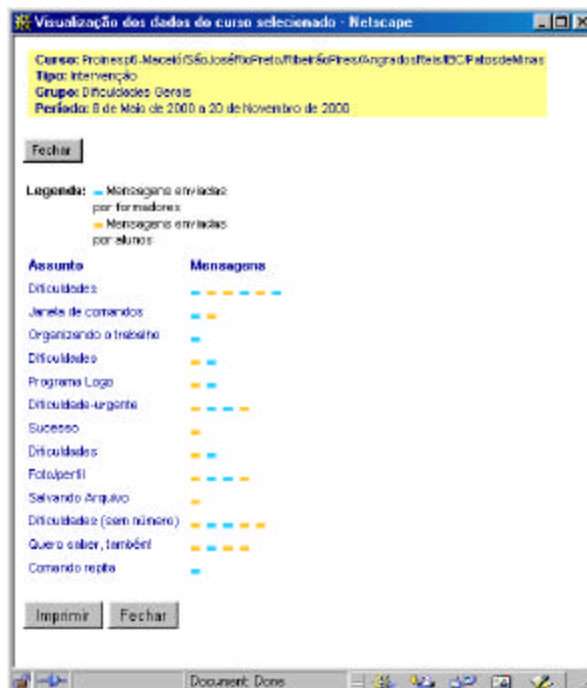 Visualização dos dados do curso selecionado - Netscape
Curso: Proinesp6-Maceió/SãoJoséRioPreto/RibeirãoPires/AngradosReis/IBC/PatosdeMinas
Tipo: Intervenção
Grupo: Dificuldades Gerais
Período: 8 de Maio de 2000 a 20 de Novembro de 2000
Fechar
Legenda: Mensagens enviadas
por formadores
Mensagens enviadas
por alunos
Assunto Mensagens
Dificuldades
Janela de comandos
Organizando o trabalho
Dificuldades
Programa Logo
Dificuldade-urgente
Sucesso
Dificuldades
Foto/perfil
Salvando Arquivo
Dificuldades (sem número)
Quero saber, também!
Comando repita
Imprimir Fechar
Document: Done